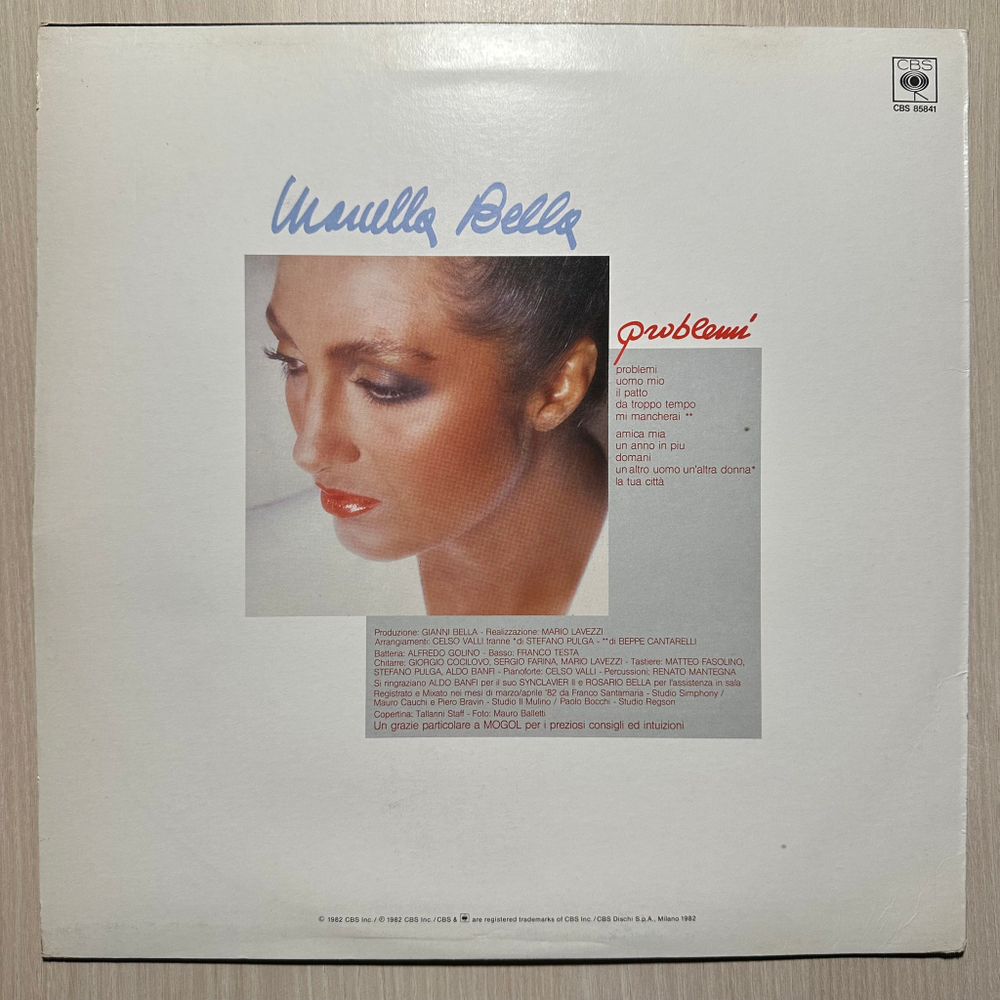 CBS
CBS 85841
Marcella Bella
problemi
problemi
uomo mio
il patto
da troppo tempo
mi mancherai **
amica mia
un anno in piu
domani
un altro uomo un'altra donna*
la tua città
Produzione: GIANNI BELLA - Realizzazione: MARIO LAVEZZI
Arrangiamenti: CELSO VALLI tranne *di STEFANO PULGA - **di BEPPE CANTARELLI
Batteria: ALFREDO GOLINO - Basso: FRANCO TESTA
Chitarre: GIORGIO COCILOVO, SERGIO FARINA, MARIO LAVEZZI - Tastiere: MATTEO FASOLINO,
STEFANO PULGA, ALDO BANFI - Pianoforte: CELSO VALLI - Percussioni: RENATO MANTEGNA
Si ringraziano ALDO BANFI per il suo SYNCLAVIER II e ROSARIO BELLA per l'assistenza in sala
Registrato e Mixato nei mesi di marzo/aprile '82 da Franco Santamaria - Studio Simphony /
Mauro Cauchi e Piero Bravin - Studio Il Mulino / Paolo Bocchi - Studio Regson
Copertina: Tallarini Staff - Foto: Mauro Balletti
Un grazie particolare a MOGOL per i preziosi consigli ed intuizioni
© 1982 CBS Inc. / ℗ 1982 CBS Inc. / CBS & are registered trademarks of CBS Inc. / CBS Dischi S.p.A., Milano 1982